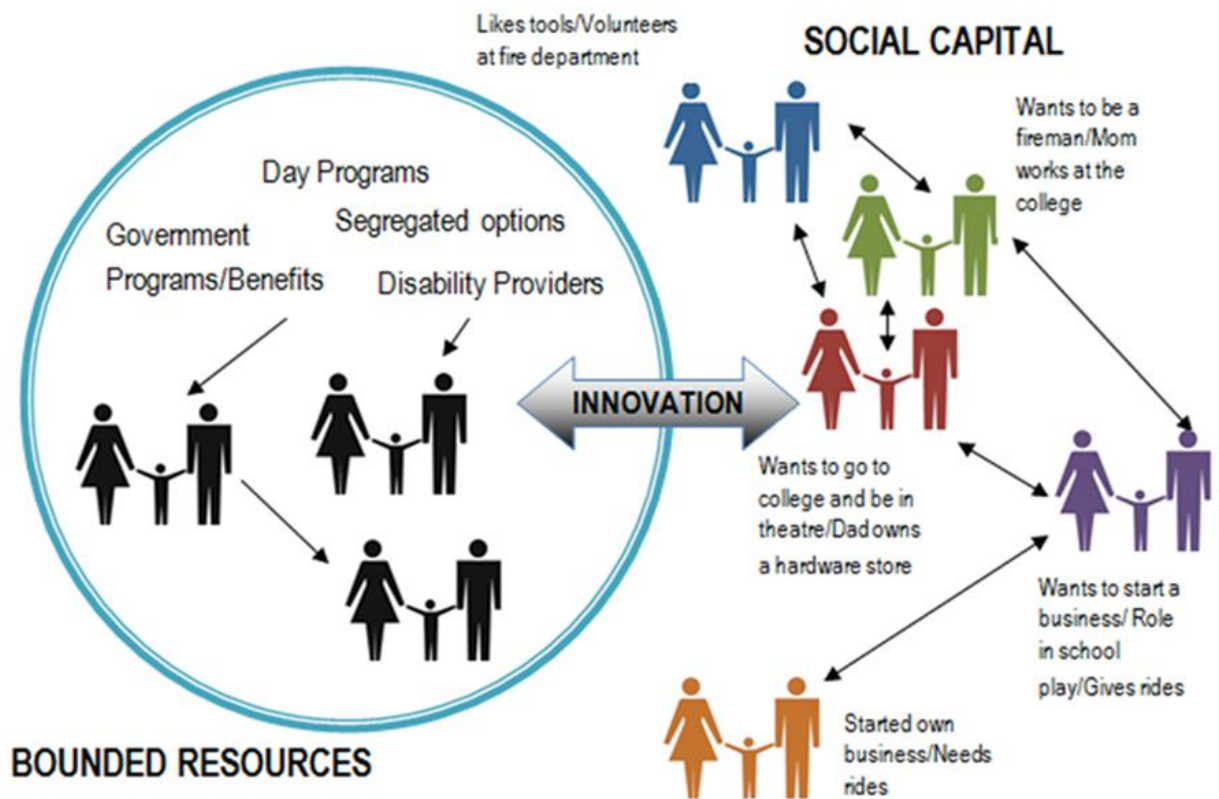 Likes tools/Volunteers
at fire department
SOCIAL CAPITAL
Wants to be a
fireman/Mom
works at the
college
Day Programs
Segregated options
Government
Programs/Benefits
Disability Providers
INNOVATION
Wants to go to
college and be in
theatre/Dad owns
a hardware store
Wants to start a
business/ Role
in school
play/Gives rides
Started own
business/Needs
rides
BOUNDED RESOURCES